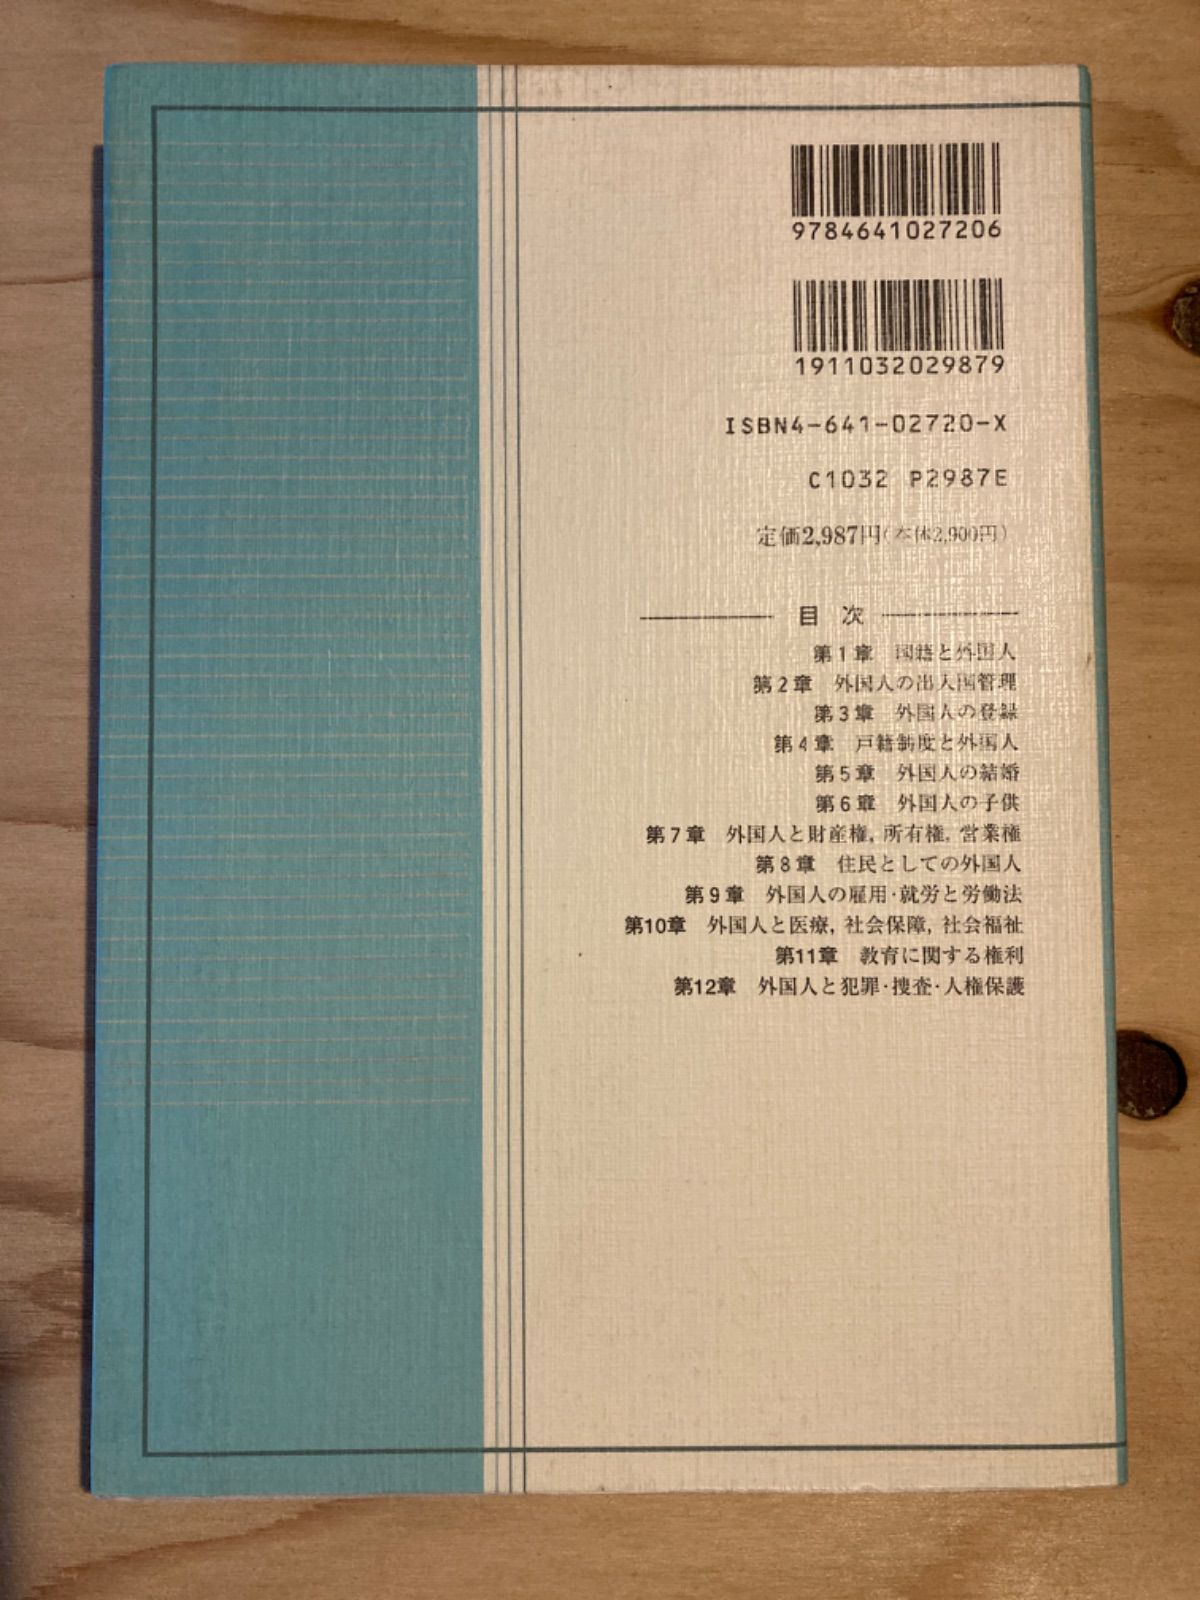 9784641027206
1911032029879
ISBN4-641-02720-X
C1032 P2987E
定価2,987円(本体2,900円)
目 次
第1章 国籍と外国人
第2章 外国人の出入国管理
第3章 外国人の登録
第4章 戸籍制度と外国人
第5章 外国人の結婚
第6章 外国人の子供
第7章 外国人と財産権, 所有権, 営業権
第8章 住民としての外国人
第9章 外国人の雇用・就労と労働法
第10章 外国人と医療, 社会保障, 社会福祉
第11章 教育に関する権利
第12章 外国人と犯罪・捜査・人権保護